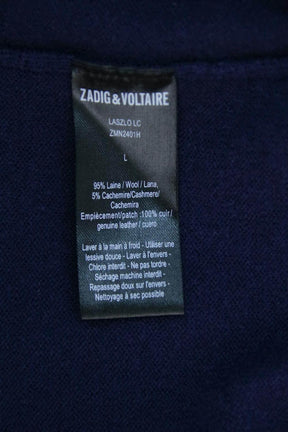 ZADIG&VOLTAIRE
LASZLO LC
ZMN2401H
L
95% Laine / Wool / Lana,
5% Cachemire/Cashmere/
Cachemira
Empiècement/patch :100% cuir /
genuine leather / cuero
Laver à la main à froid - Utiliser une
lessive douce - Laver à l'envers -
Chlore interdit - Ne pas tordre -
Séchage machine interdit -
Repassage doux sur l'envers -
Nettoyage à sec possible